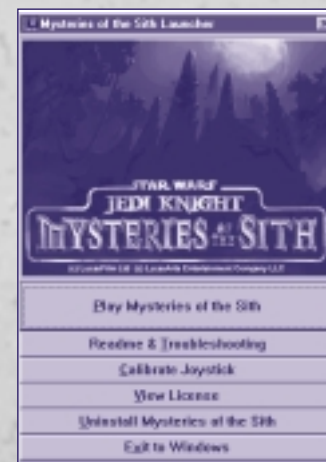 Mysteries of the Sith Launcher
STAR WARS
JEDI KNIGHT
MYSTERIES OF THE SITH
Play Mysteries of the Sith
Readme & Troubleshooting
Calibrate Joystick
View License
Uninstall Mysteries of the Sith
Exit to Windows